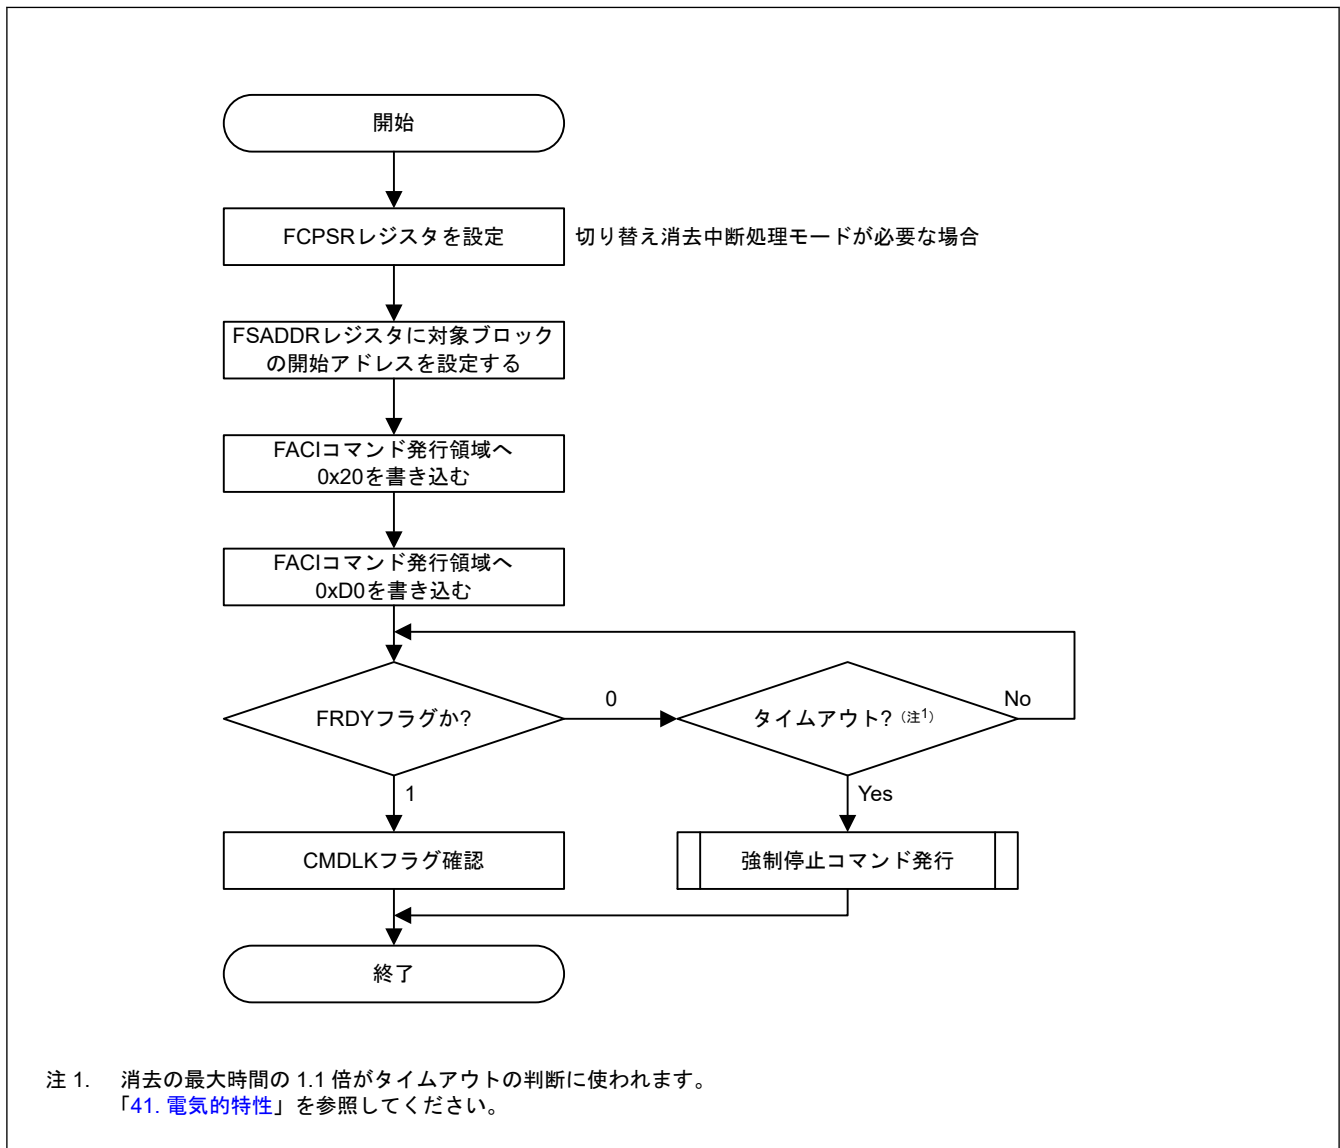 開始
FCPSRレジスタを設定
切り替え消去中断処理モードが必要な場合
FSADDRレジスタに対象ブロック
の開始アドレスを設定する
FACIコマンド発行領域へ
0x20を書き込む
FACIコマンド発行領域へ
0xD0を書き込む
FRDYフラグか?
0
タイムアウト? (注1)
No
1
Yes
CMDLKフラグ確認
強制停止コマンド発行
終了
注 1. 消去の最大時間の 1.1 倍がタイムアウトの判断に使われます。
「41. 電気的特性」を参照してください。